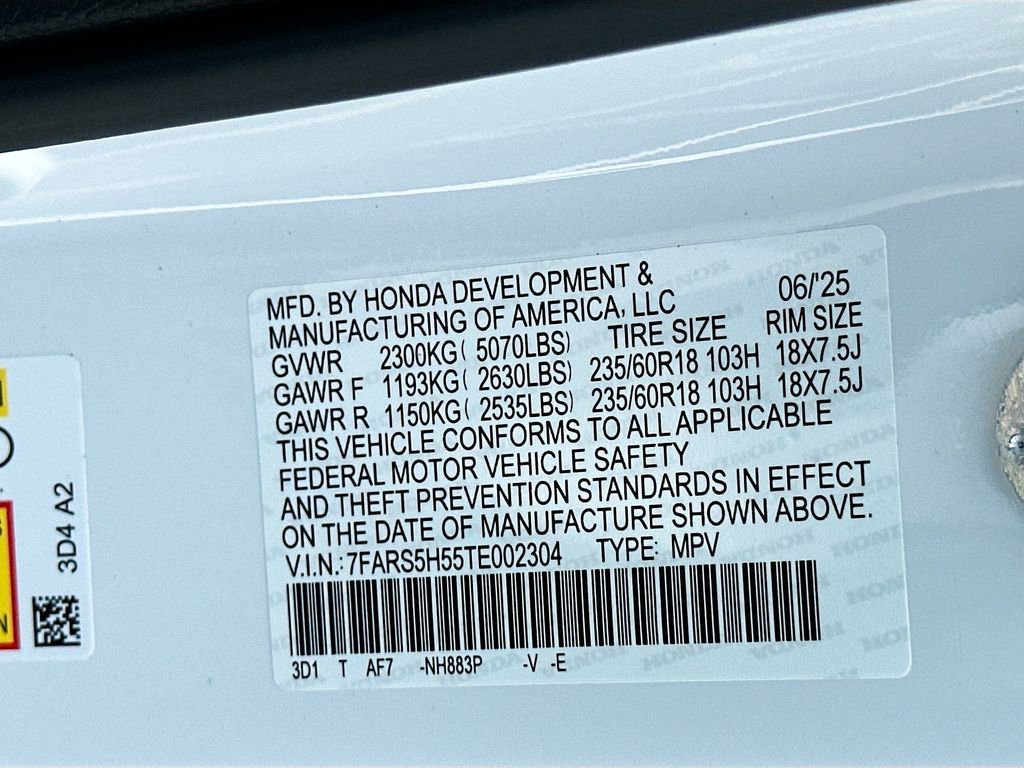 MFD. BY HONDA DEVELOPMENT &
MANUFACTURING OF AMERICA, LLC 06/'25
GVWR 2300KG( 5070LBS) TIRE SIZE RIM SIZE
GAWR F 1193KG( 2630LBS) 235/60R18 103H 18X7.5J
GAWR R 1150KG( 2535LBS) 235/60R18 103H 18X7.5J
THIS VEHICLE CONFORMS TO ALL APPLICABLE
FEDERAL MOTOR VEHICLE SAFETY
AND THEFT PREVENTION STANDARDS IN EFFECT
ON THE DATE OF MANUFACTURE SHOWN ABOVE.
V.I.N.: 7FARS5H55TE002304 TYPE: MPV
3D1 T AF7 -NH883P -V -E
3D4 A2